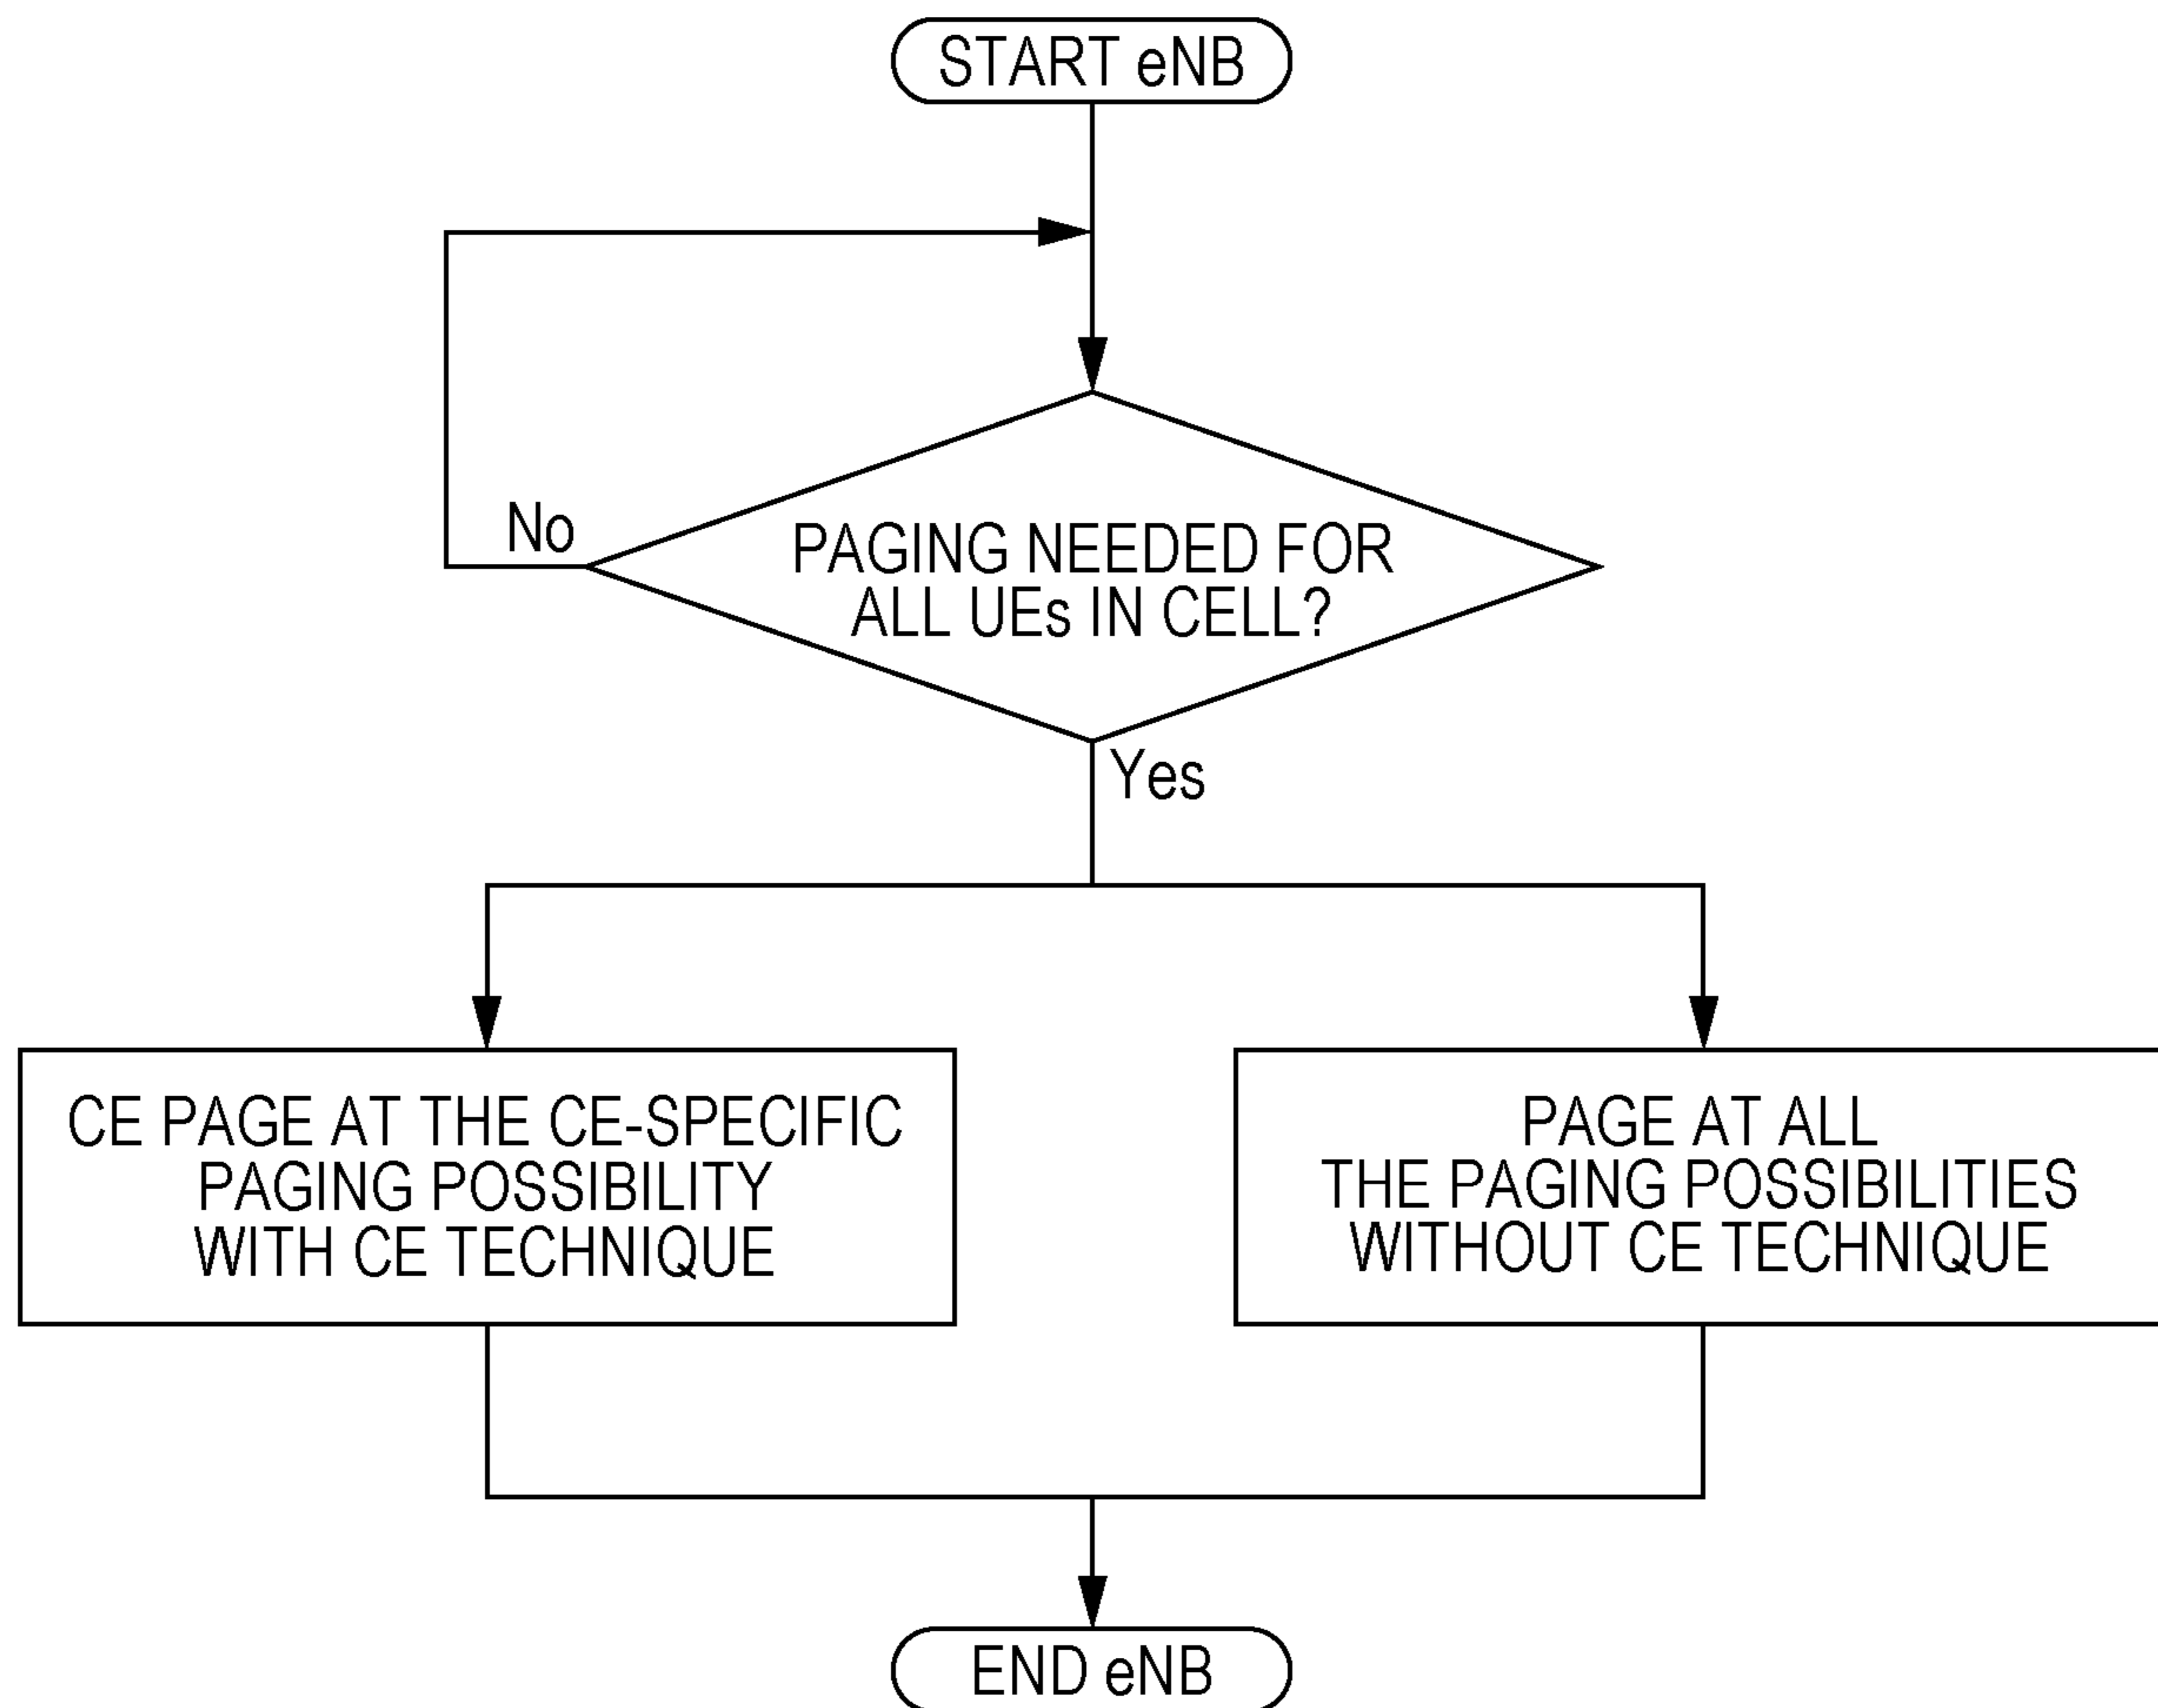 START eNB
No
PAGING NEEDED FOR
ALL UEs IN CELL?
Yes
CE PAGE AT THE CE-SPECIFIC
PAGING POSSIBILITY
WITH CE TECHNIQUE
PAGE AT ALL
THE PAGING POSSIBILITIES
WITHOUT CE TECHNIQUE
END eNB